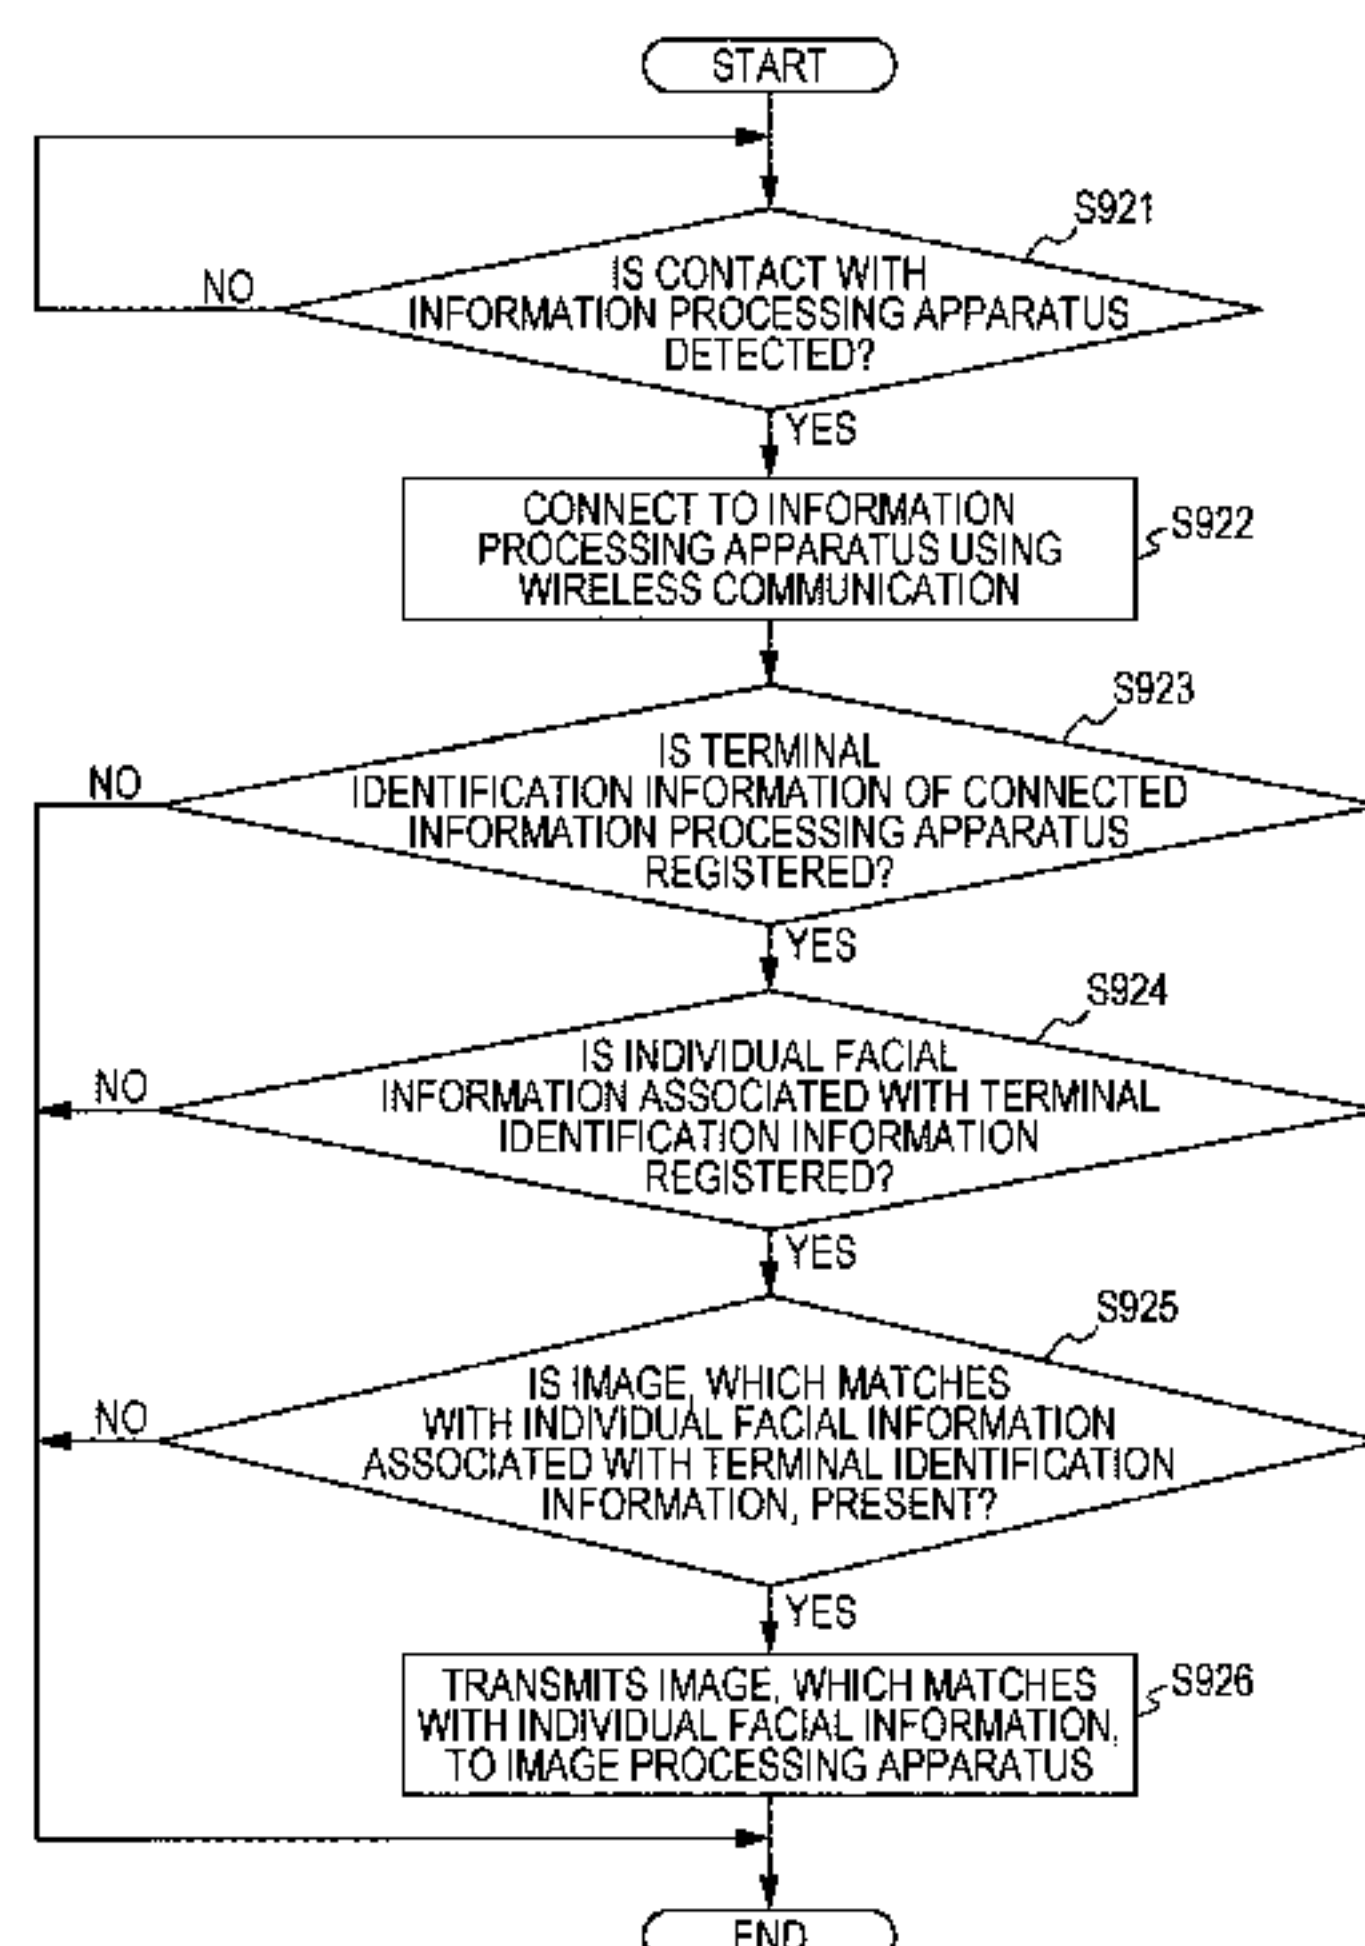 START
S921
NO
IS CONTACT WITH
INFORMATION PROCESSING APPARATUS
DETECTED?
YES
CONNECT TO INFORMATION
PROCESSING APPARATUS USING
WIRELESS COMMUNICATION
S922
S923
NO
IS TERMINAL
IDENTIFICATION INFORMATION OF CONNECTED
INFORMATION PROCESSING APPARATUS
REGISTERED?
YES
S924
NO
IS INDIVIDUAL FACIAL
INFORMATION ASSOCIATED WITH TERMINAL
IDENTIFICATION INFORMATION
REGISTERED?
YES
S925
NO
IS IMAGE, WHICH MATCHES
WITH INDIVIDUAL FACIAL INFORMATION
ASSOCIATED WITH TERMINAL IDENTIFICATION
INFORMATION, PRESENT?
YES
TRANSMITS IMAGE, WHICH MATCHES
WITH INDIVIDUAL FACIAL INFORMATION,
TO IMAGE PROCESSING APPARATUS
S926
END